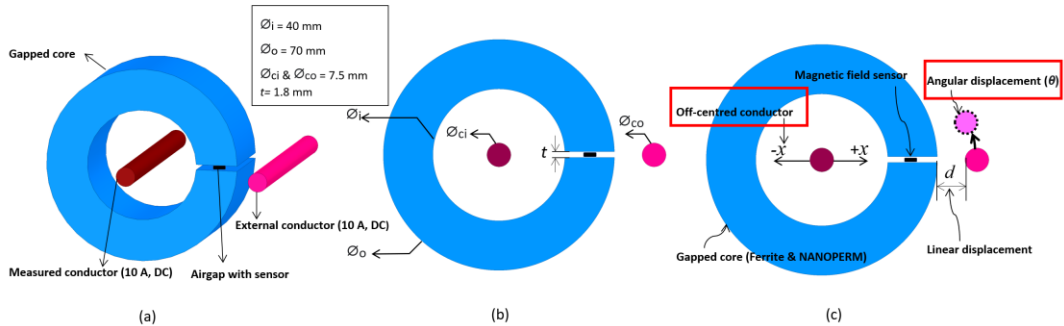 Gapped core
Øi = 40 mm
Øo = 70 mm
Øci & Øco = 7.5 mm
t= 1.8 mm
Measured conductor (10 A, DC)
Airgap with sensor
External conductor (10 A, DC)
(a)
Øi
Øci
t
Øco
Øo
(b)
Off-centred conductor
Magnetic field sensor
Angular displacement (θ)
-x
+x
d
Linear displacement
Gapped core (Ferrite & NANOPERM)
(c)